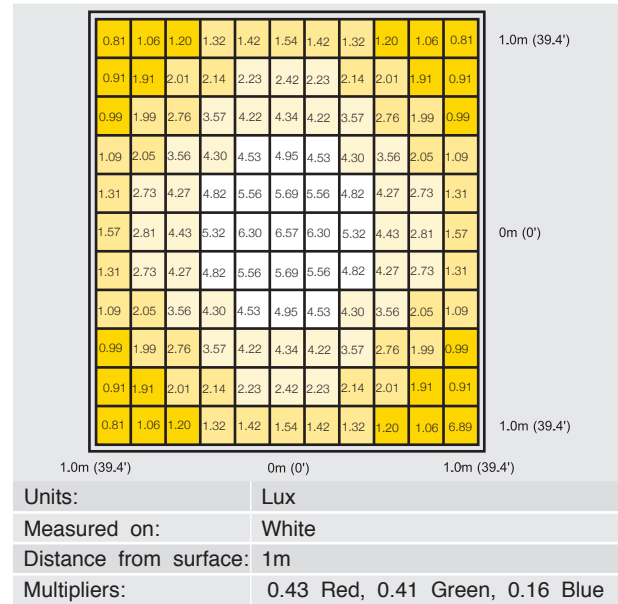 0.81 1.06 1.20 1.32 1.42 1.54 1.42 1.32 1.20 1.06 0.81 1.0m (39.4')
0.91 1.91 2.01 2.14 2.23 2.42 2.23 2.14 2.01 1.91 0.91
0.99 1.99 2.76 3.57 4.22 4.34 4.22 3.57 2.76 1.99 0.99
1.09 2.05 3.56 4.30 4.53 4.95 4.53 4.30 3.56 2.05 1.09
1.31 2.73 4.27 4.82 5.56 5.69 5.56 4.82 4.27 2.73 1.31
1.57 2.81 4.43 5.32 6.30 6.57 6.30 5.32 4.43 2.81 1.57 0m (0')
1.31 2.73 4.27 4.82 5.56 5.69 5.56 4.82 4.27 2.73 1.31
1.09 2.05 3.56 4.30 4.53 4.95 4.53 4.30 3.56 2.05 1.09
0.99 1.99 2.76 3.57 4.22 4.34 4.22 3.57 2.76 1.99 0.99
0.91 1.91 2.01 2.14 2.23 2.42 2.23 2.14 2.01 1.91 0.91
0.81 1.06 1.20 1.32 1.42 1.54 1.42 1.32 1.20 1.06 6.89 1.0m (39.4')
1.0m (39.4') 0m (0') 1.0m (39.4')
Units: Lux
Measured on: White
Distance from surface: 1m
Multipliers: 0.43 Red, 0.41 Green, 0.16 Blue